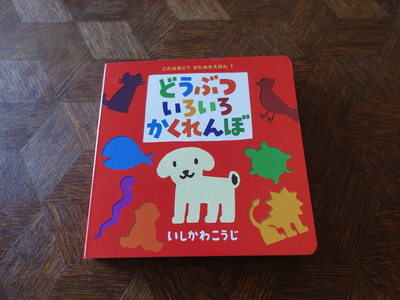 これなあに？ かたぬきえほん 1
どうぶつ
いろいろ
かくれんぼ
いしかわこうじ